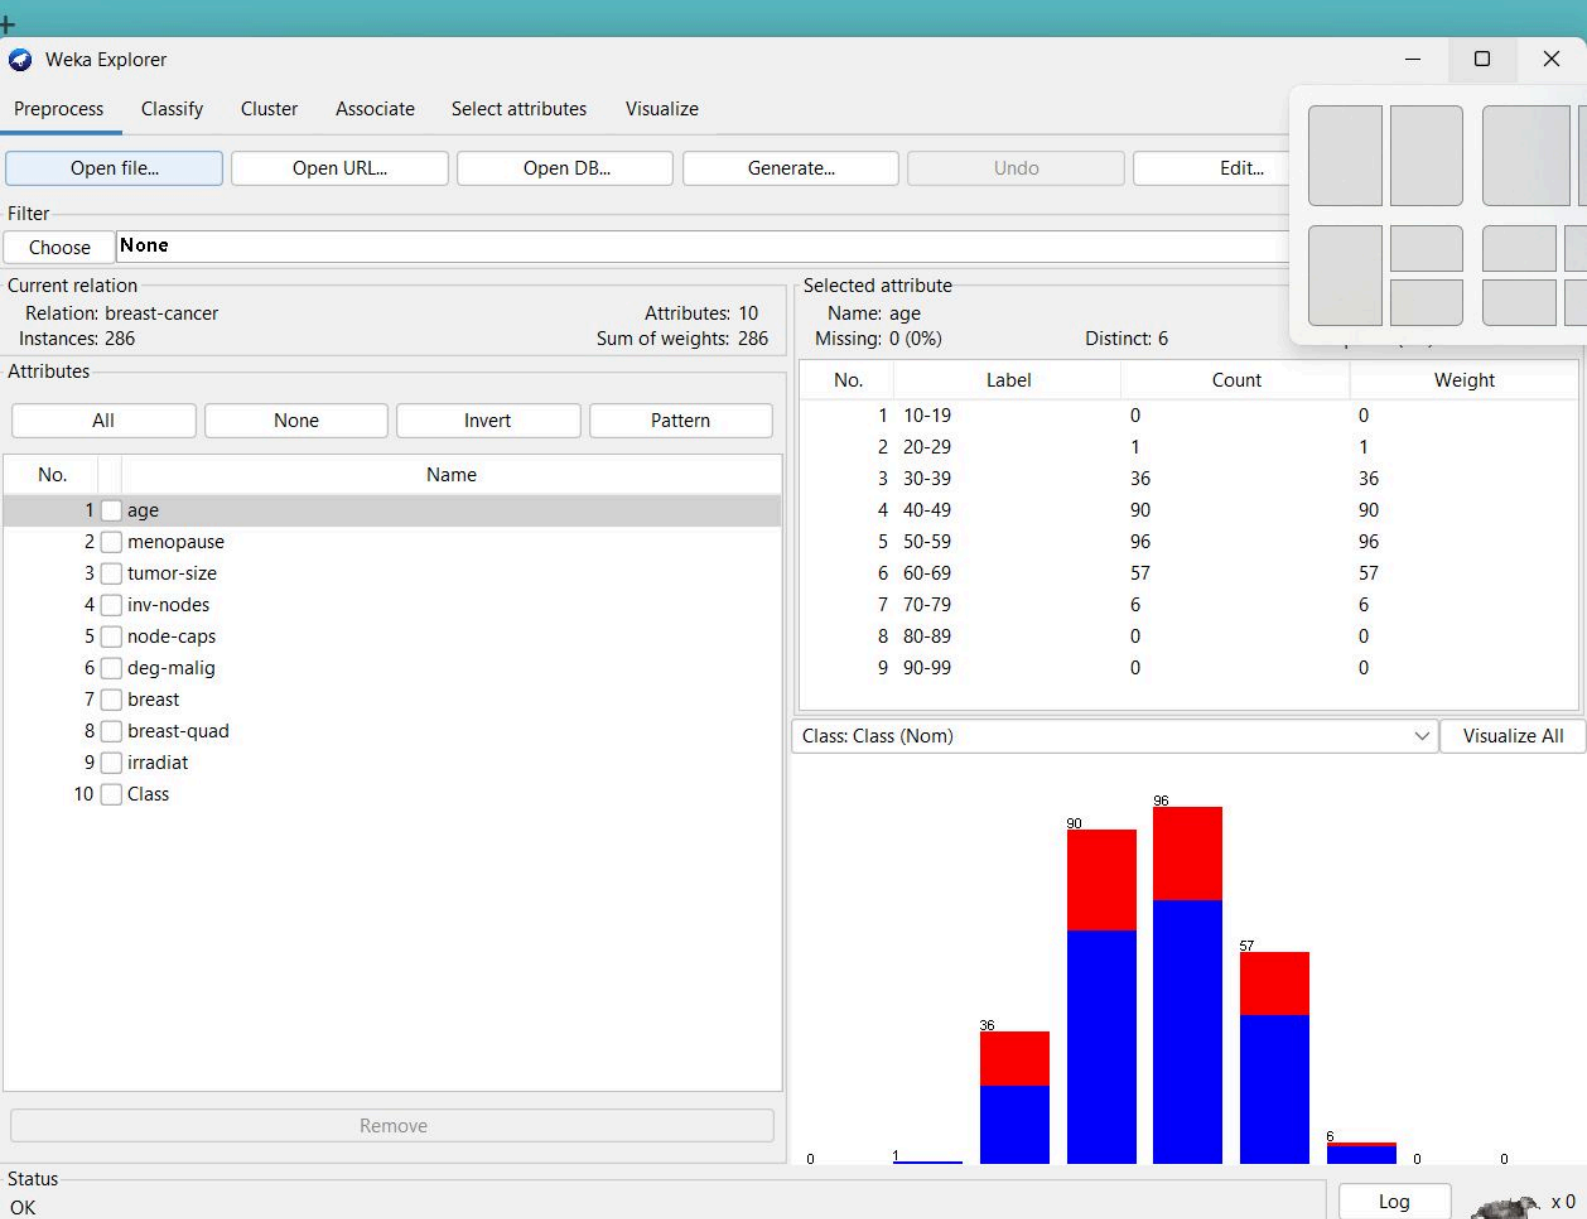 Weka Explorer
Preprocess Classify Cluster Associate Select attributes Visualize
Open file... Open URL... Open DB... Generate... Undo Edit...
Filter
Choose None
Current relation
Relation: breast-cancer Attributes: 10
Instances: 286 Sum of weights: 286
Attributes
All None Invert Pattern
No. Name
1 age
2 menopause
3 tumor-size
4 inv-nodes
5 node-caps
6 deg-malig
7 breast
8 breast-quad
9 irradiat
10 Class
Remove
Selected attribute
Name: age
Missing: 0 (0%) Distinct: 6
No. Label Count Weight
1 10-19 0 0
2 20-29 1 1
3 30-39 36 36
4 40-49 90 90
5 50-59 96 96
6 60-69 57 57
7 70-79 6 6
8 80-89 0 0
9 90-99 0 0
Class: Class (Nom) Visualize All
0 1 36 90 96 57 6 0 0
Status
OK
Log x 0